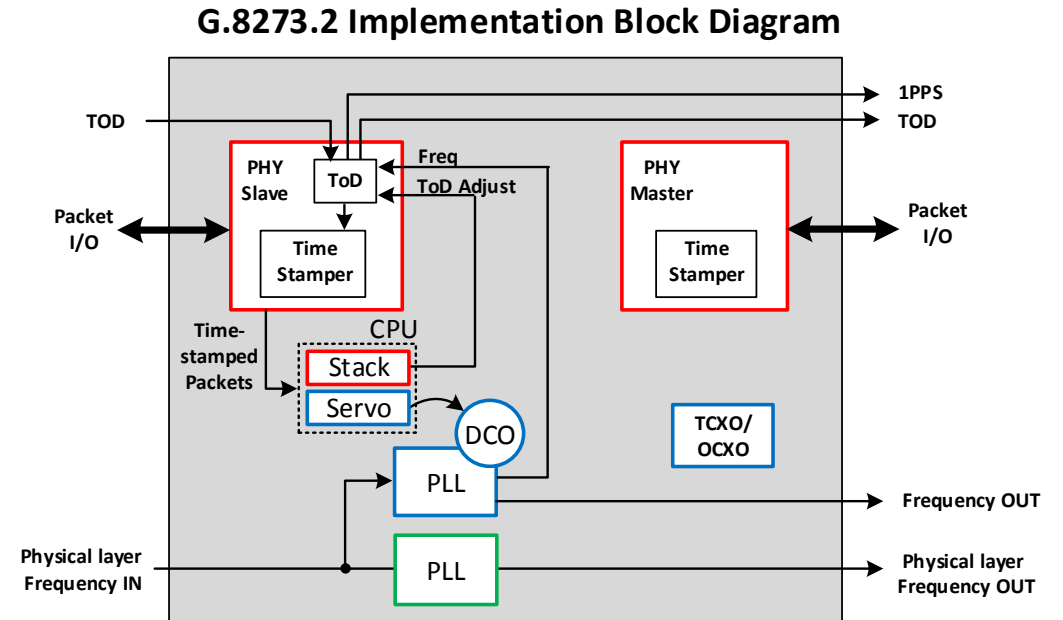 G.8273.2 Implementation Block Diagram
1PPS
TOD
TOD
PHY
Slave
ToD
Freq
ToD Adjust
PHY
Master
Packet
I/O
Packet
I/O
Time
Stamper
Time
Stamper
Time-
stamped
Packets
CPU
Stack
Servo
DCO
TCXO/
OCXO
PLL
Frequency OUT
Physical layer
Frequency IN
PLL
Physical layer
Frequency OUT